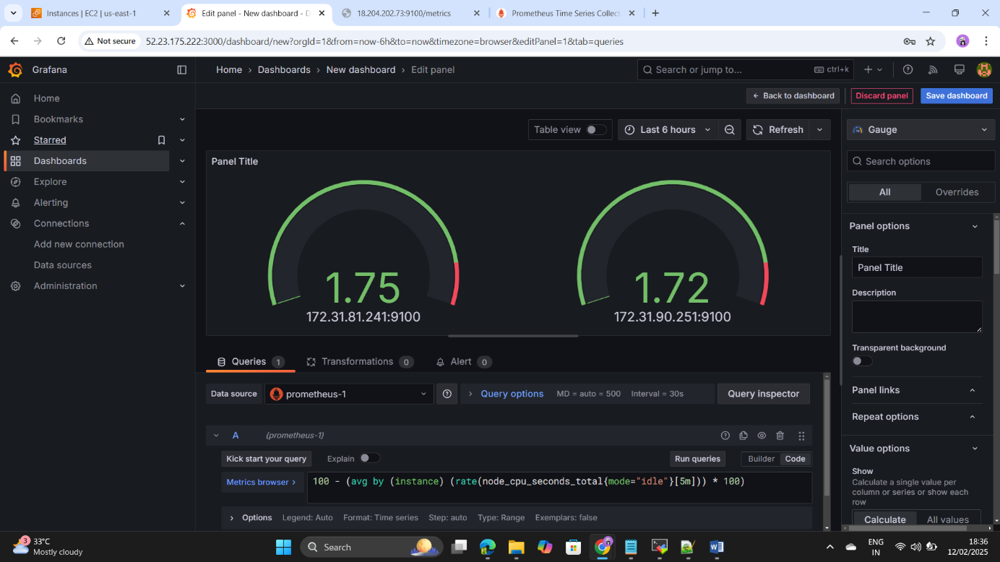 Instances | EC2 | us-east-1
Edit panel - New dashboard - D
18.204.202.73:9100/metrics
Prometheus Time Series Collect
Not secure
52.23.175.222:3000/dashboard/new?orgId=1&from=now-6h&to=now&timezone=browser&editPanel=1&tab=queries
Grafana
Home › Dashboards › New dashboard › Edit panel
Search or jump to...
ctrl+k
Back to dashboard
Discard panel
Save dashboard
Home
Bookmarks
Starred
Dashboards
Explore
Alerting
Connections
Add new connection
Data sources
Administration
Table view
Last 6 hours
Refresh
Panel Title
1.75
172.31.81.241:9100
1.72
172.31.90.251:9100
Queries 1
Transformations 0
Alert 0
Data source
prometheus-1
Query options
MD = auto = 500
Interval = 30s
Query inspector
A
(prometheus-1)
Kick start your query
Explain
Run queries
Builder
Code
Metrics browser >
100 - (avg by (instance) (rate(node_cpu_seconds_total{mode="idle"}[5m])) * 100)
Options
Legend: Auto
Format: Time series
Step: auto
Type: Range
Exemplars: false
Gauge
Search options
All
Overrides
Panel options
Title
Panel Title
Description
Transparent background
Panel links
Repeat options
Value options
Show
Calculate a single value per
column or series or show each
row
Calculate
All values
3
33°C
Mostly cloudy
Search
ENG
IN
18:36
12/02/2025